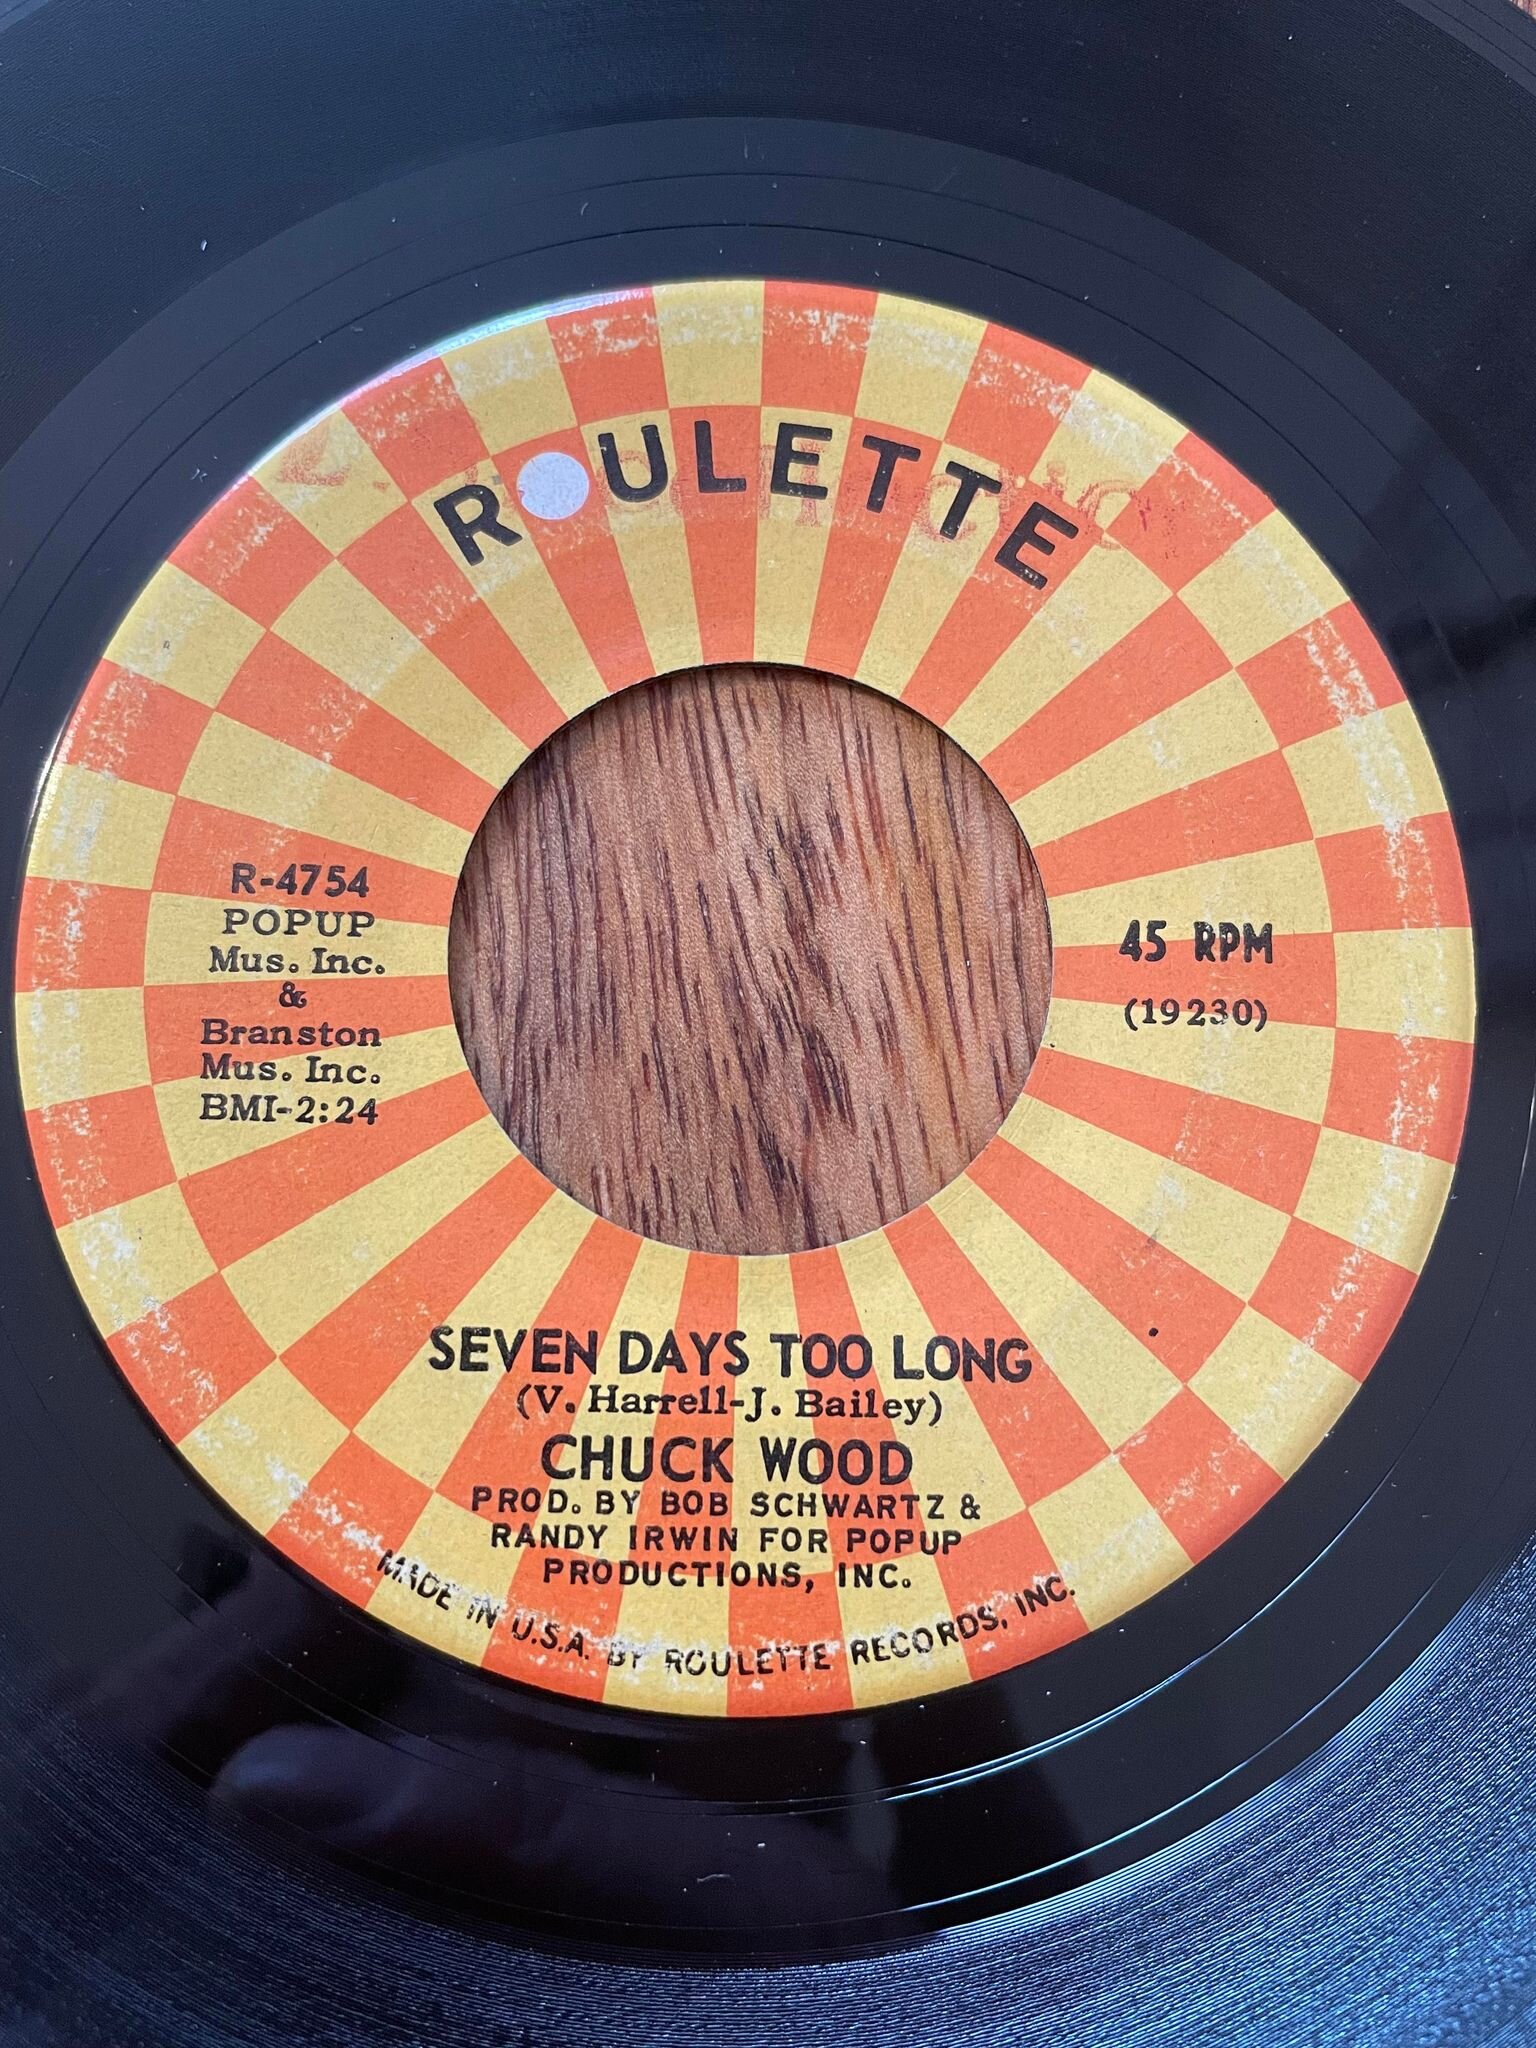 ROULETTE
R-4754
POPUP
Mus. Inc.
&
Branston
Mus. Inc.
BMI-2:24
45 RPM
(19230)
SEVEN DAYS TOO LONG
(V. Harrell-J. Bailey)
CHUCK WOOD
PROD. BY BOB SCHWARTZ &
RANDY IRWIN FOR POPUP
PRODUCTIONS, INC.
MADE IN U.S.A. BY ROULETTE RECORDS, INC.